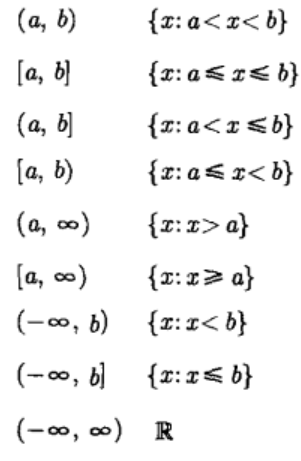 (a, b) {x: a < x < b}
[a, b] {x: a ⩽ x ⩽ b}
(a, b] {x: a < x ⩽ b}
[a, b) {x: a ⩽ x < b}
(a, ∞) {x: x > a}
[a, ∞) {x: x ⩾ a}
(−∞, b) {x: x < b}
(−∞, b] {x: x ⩽ b}
(−∞, ∞) ℝ